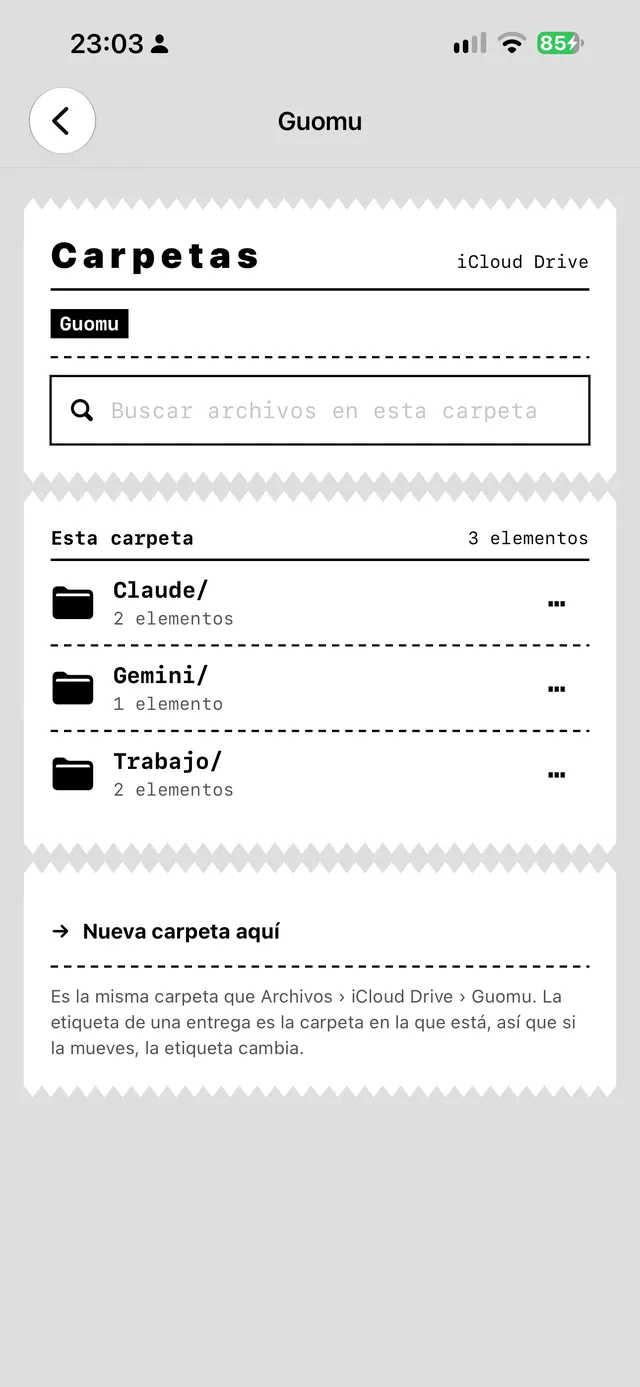 23:03
85
Guomu
Carpetas
iCloud Drive
Guomu
Buscar archivos en esta carpeta
Esta carpeta
3 elementos
Claude/
2 elementos
Gemini/
1 elemento
Trabajo/
2 elementos
→ Nueva carpeta aquí
Es la misma carpeta que Archivos › iCloud Drive › Guomu. La
etiqueta de una entrega es la carpeta en la que está, así que si
la mueves, la etiqueta cambia.